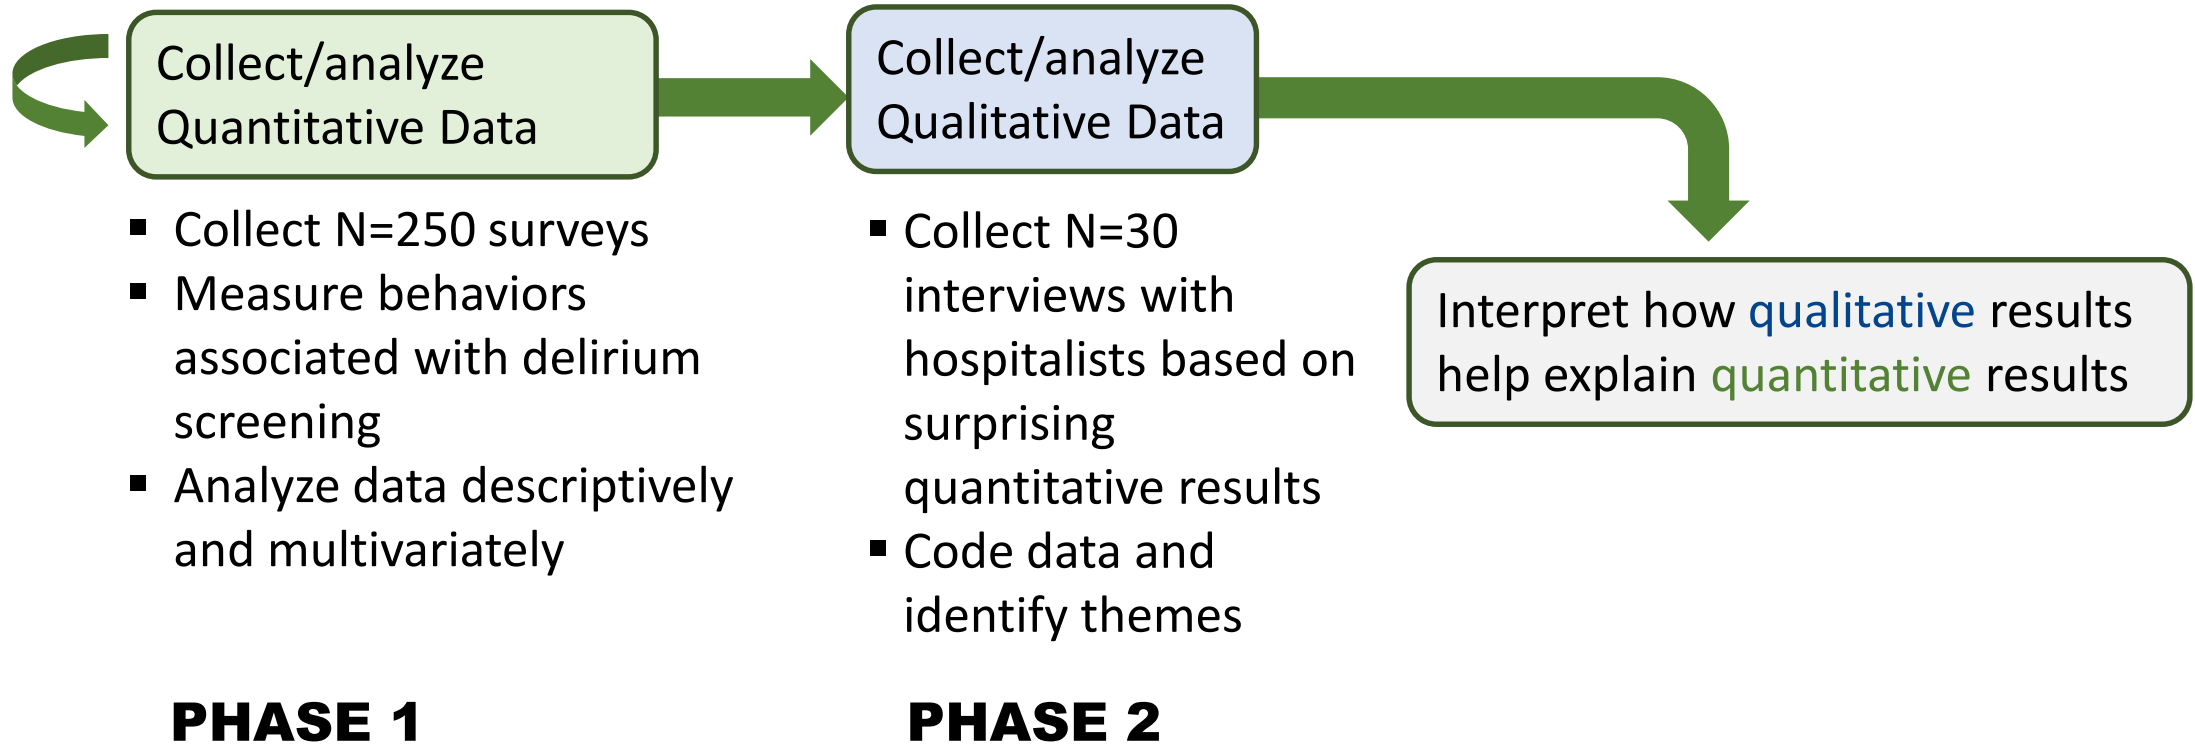 Collect/analyze
Quantitative Data
▪ Collect N=250 surveys
▪ Measure behaviors
associated with delirium
screening
▪ Analyze data descriptively
and multivariately
PHASE 1
Collect/analyze
Qualitative Data
▪ Collect N=30
interviews with
hospitalists based on
surprising
quantitative results
▪ Code data and
identify themes
PHASE 2
Interpret how qualitative results
help explain quantitative results